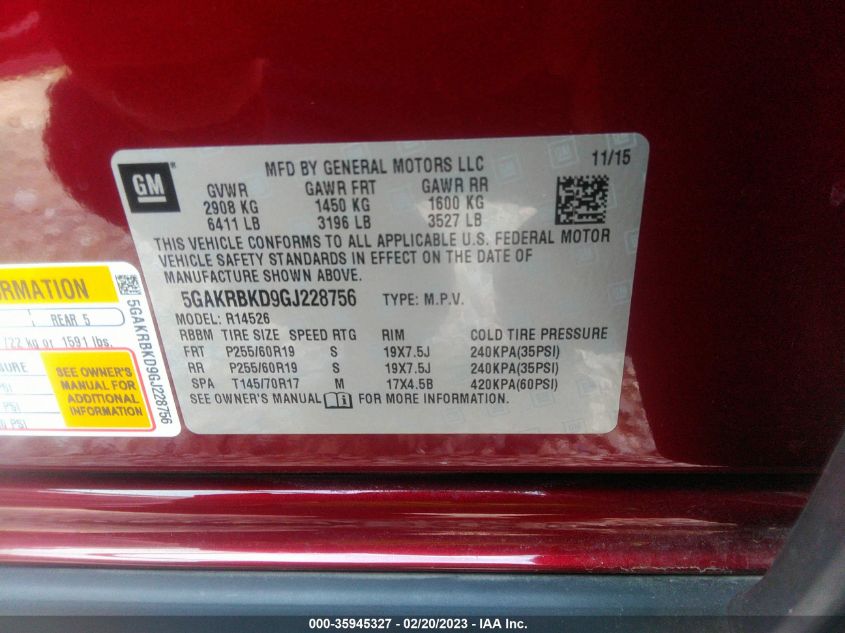 GM
MFD BY GENERAL MOTORS LLC
11/15
GVWR GAWR FRT GAWR RR
2908 KG 1450 KG 1600 KG
6411 LB 3196 LB 3527 LB
THIS VEHICLE CONFORMS TO ALL APPLICABLE U.S. FEDERAL MOTOR
VEHICLE SAFETY STANDARDS IN EFFECT ON THE DATE OF
MANUFACTURE SHOWN ABOVE.
5GAKRBKD9GJ228756 TYPE: M.P.V.
MODEL: R14526
RBBM TIRE SIZE SPEED RTG RIM COLD TIRE PRESSURE
FRT P255/60R19 S 19X7.5J 240KPA(35PSI)
RR P255/60R19 S 19X7.5J 240KPA(35PSI)
SPA T145/70R17 M 17X4.5B 420KPA(60PSI)
SEE OWNER'S MANUAL FOR MORE INFORMATION.
REAR 5
kg or 1591 lbs.
SEE OWNER'S
MANUAL FOR
ADDITIONAL
INFORMATION
PSI
5GAKRBKD9GJ228756
000-35945327 - 02/20/2023 - IAA Inc.